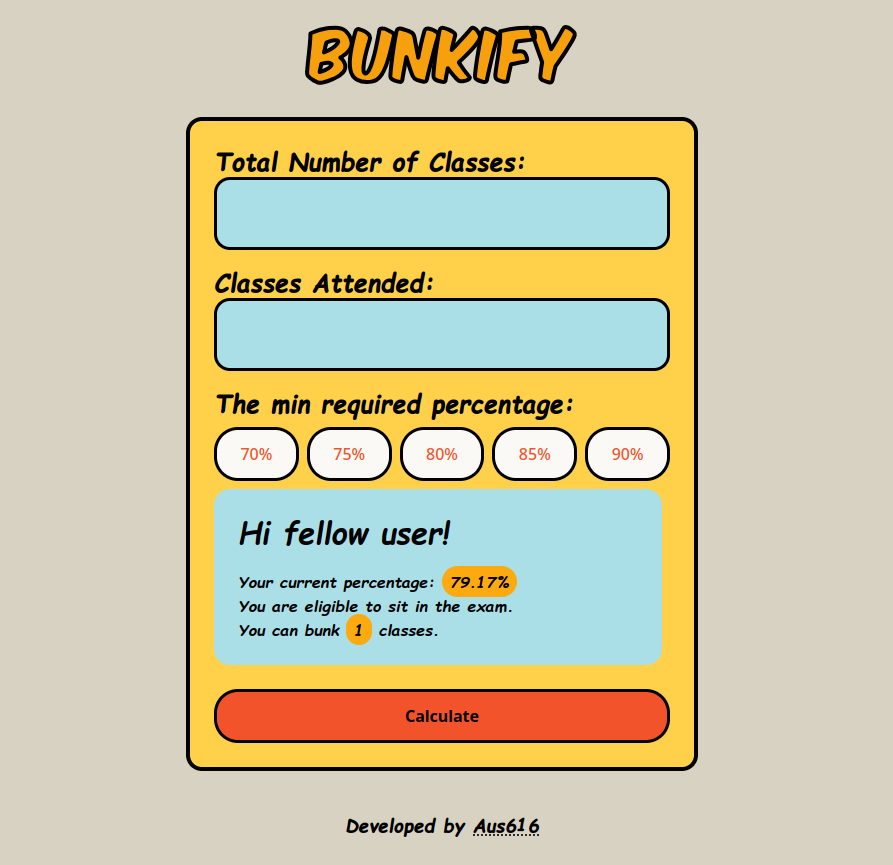 BUNKIFY
Total Number of Classes:
Classes Attended:
The min required percentage:
70% 75% 80% 85% 90%
Hi fellow user!
Your current percentage: 79.17%
You are eligible to sit in the exam.
You can bunk 1 classes.
Calculate
Developed by Aus616